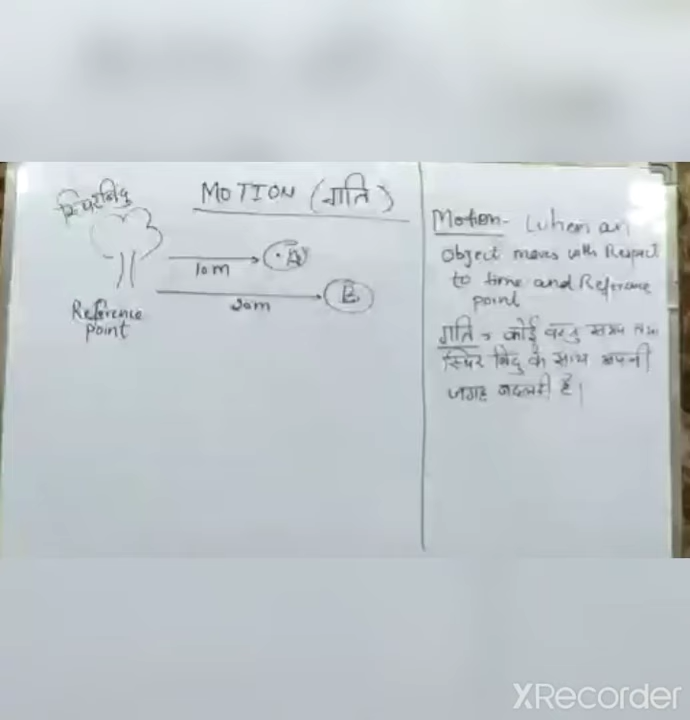 MOTION (गति)
स्थिरबिंदु
10m
A
20m
B
Reference
point
Motion - When an
object moves with Respect
to time and Reference
point
गति → कोई वस्तु समय तथा
स्थिर बिंदु के साथ अपनी
जगह बदलती है।
XRecorder